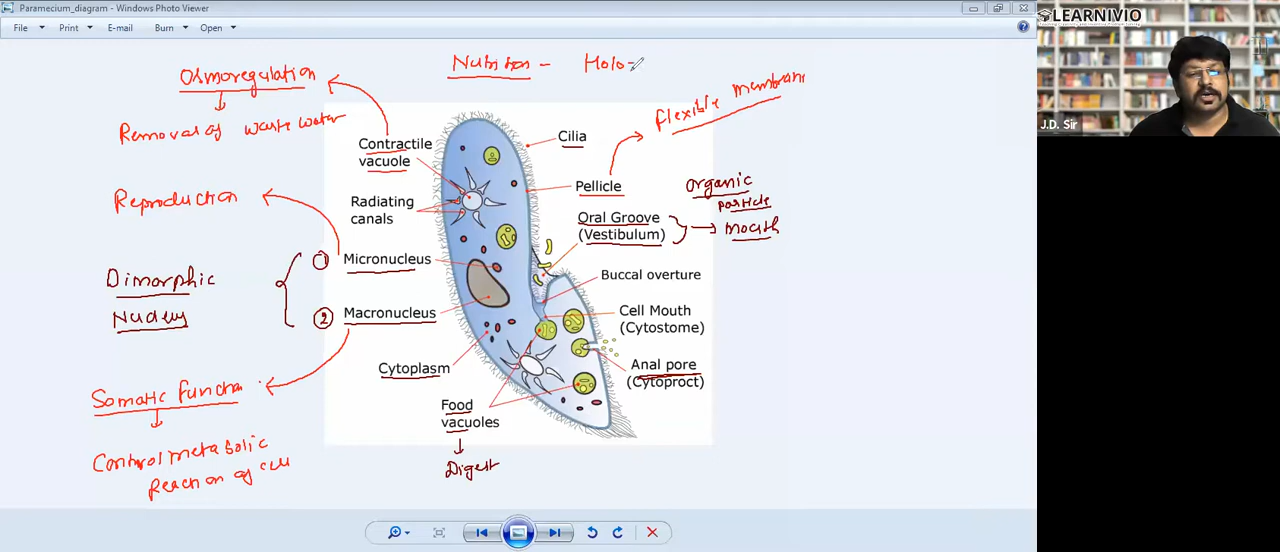 Paramecium_diagram - Windows Photo Viewer
File Print E-mail Burn Open
LEARNIVIO
J.D. Sir
Nutrition - Holo-
Osmoregulation
Removal of waste water
flexible membrane
Cilia
Contractile
vacuole
Pellicle
organic
particle
mouth
Reproduction
Radiating
canals
Oral Groove
(Vestibulum)
① Micronucleus
Buccal overture
Dimorphic
Nucleus
② Macronucleus
Cell Mouth
(Cytostome)
Cytoplasm
Anal pore
(Cytoproct)
Somatic function
Food
vacuoles
Control metabolic
Reaction of cell
Digest